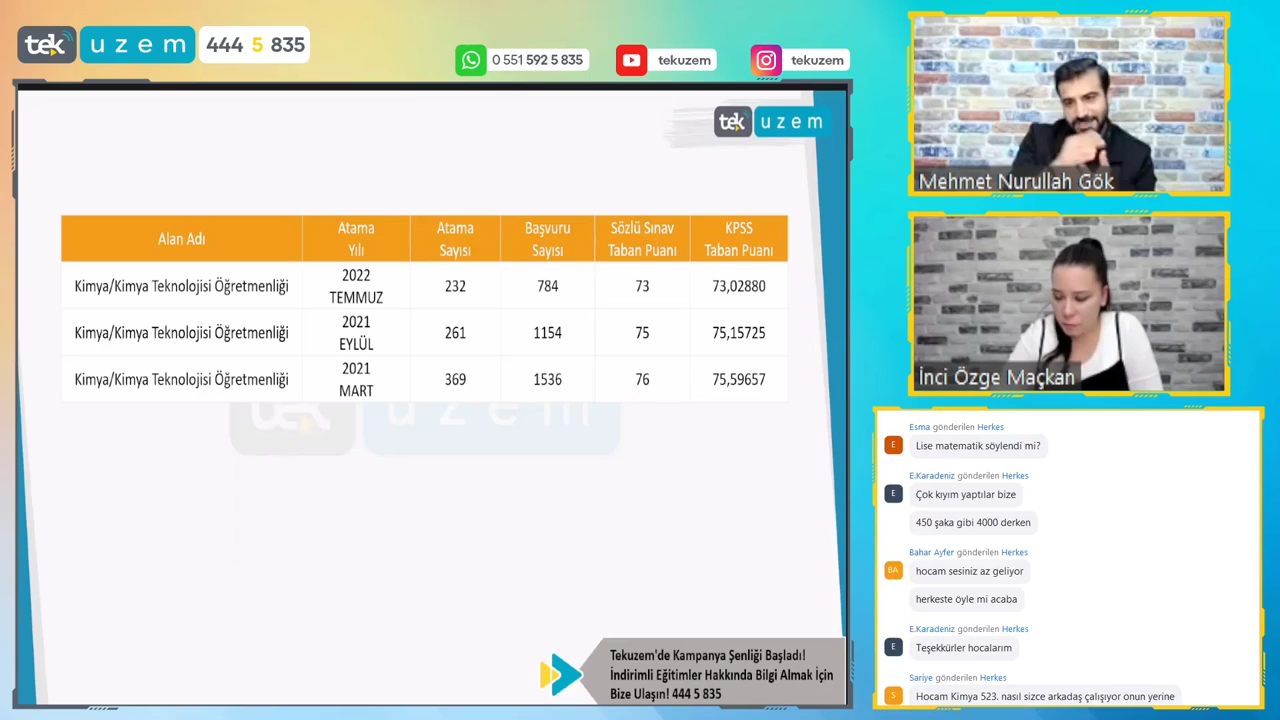 tek uzem 444 5 835
0 551 592 5 835
tekuzem
tekuzem
tek uzem
Alan Adı
Atama Yılı
Atama Sayısı
Başvuru Sayısı
Sözlü Sınav Taban Puanı
KPSS Taban Puanı
Kimya/Kimya Teknolojisi Öğretmenliği 2022 TEMMUZ 232 784 73 73,02880
Kimya/Kimya Teknolojisi Öğretmenliği 2021 EYLÜL 261 1154 75 75,15725
Kimya/Kimya Teknolojisi Öğretmenliği 2021 MART 369 1536 76 75,59657
tek uzem
Tekuzem'de Kampanya Şenliği Başladı!
İndirimli Eğitimler Hakkında Bilgi Almak İçin
Bize Ulaşın! 444 5 835
Mehmet Nurullah Gök
İnci Özge Maçkan
Esma gönderilen Herkes
E
Lise matematik söylendi mi?
E.Karadeniz gönderilen Herkes
E
Çok kıyım yaptılar bize
450 şaka gibi 4000 derken
Bahar Ayfer gönderilen Herkes
BA
hocam sesiniz az geliyor
herkeste öyle mi acaba
E.Karadeniz gönderilen Herkes
E
Teşekkürler hocalarım
Sariye gönderilen Herkes
S
Hocam Kimya 523. nasıl sizce arkadaş çalışıyor onun yerine